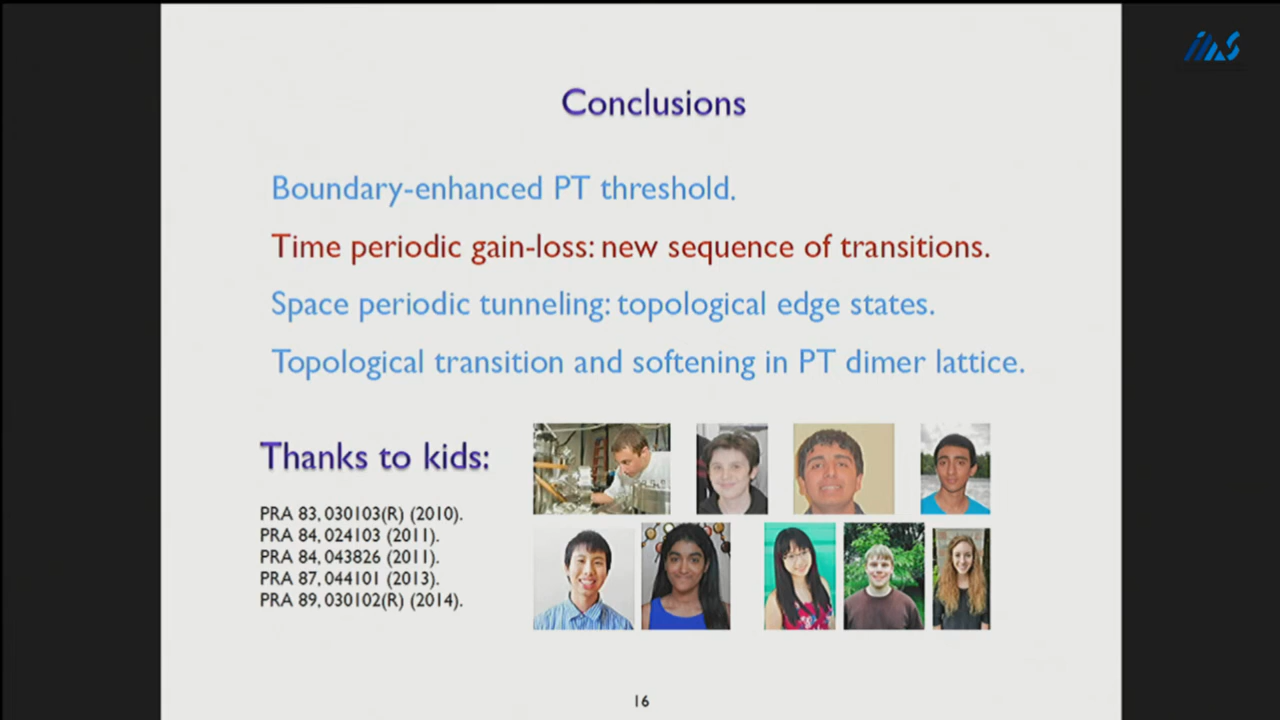 ims
Conclusions
Boundary-enhanced PT threshold.
Time periodic gain-loss: new sequence of transitions.
Space periodic tunneling: topological edge states.
Topological transition and softening in PT dimer lattice.
Thanks to kids:
PRA 83, 030103(R) (2010).
PRA 84, 024103 (2011).
PRA 84, 043826 (2011).
PRA 87, 044101 (2013).
PRA 89, 030102(R) (2014).
16